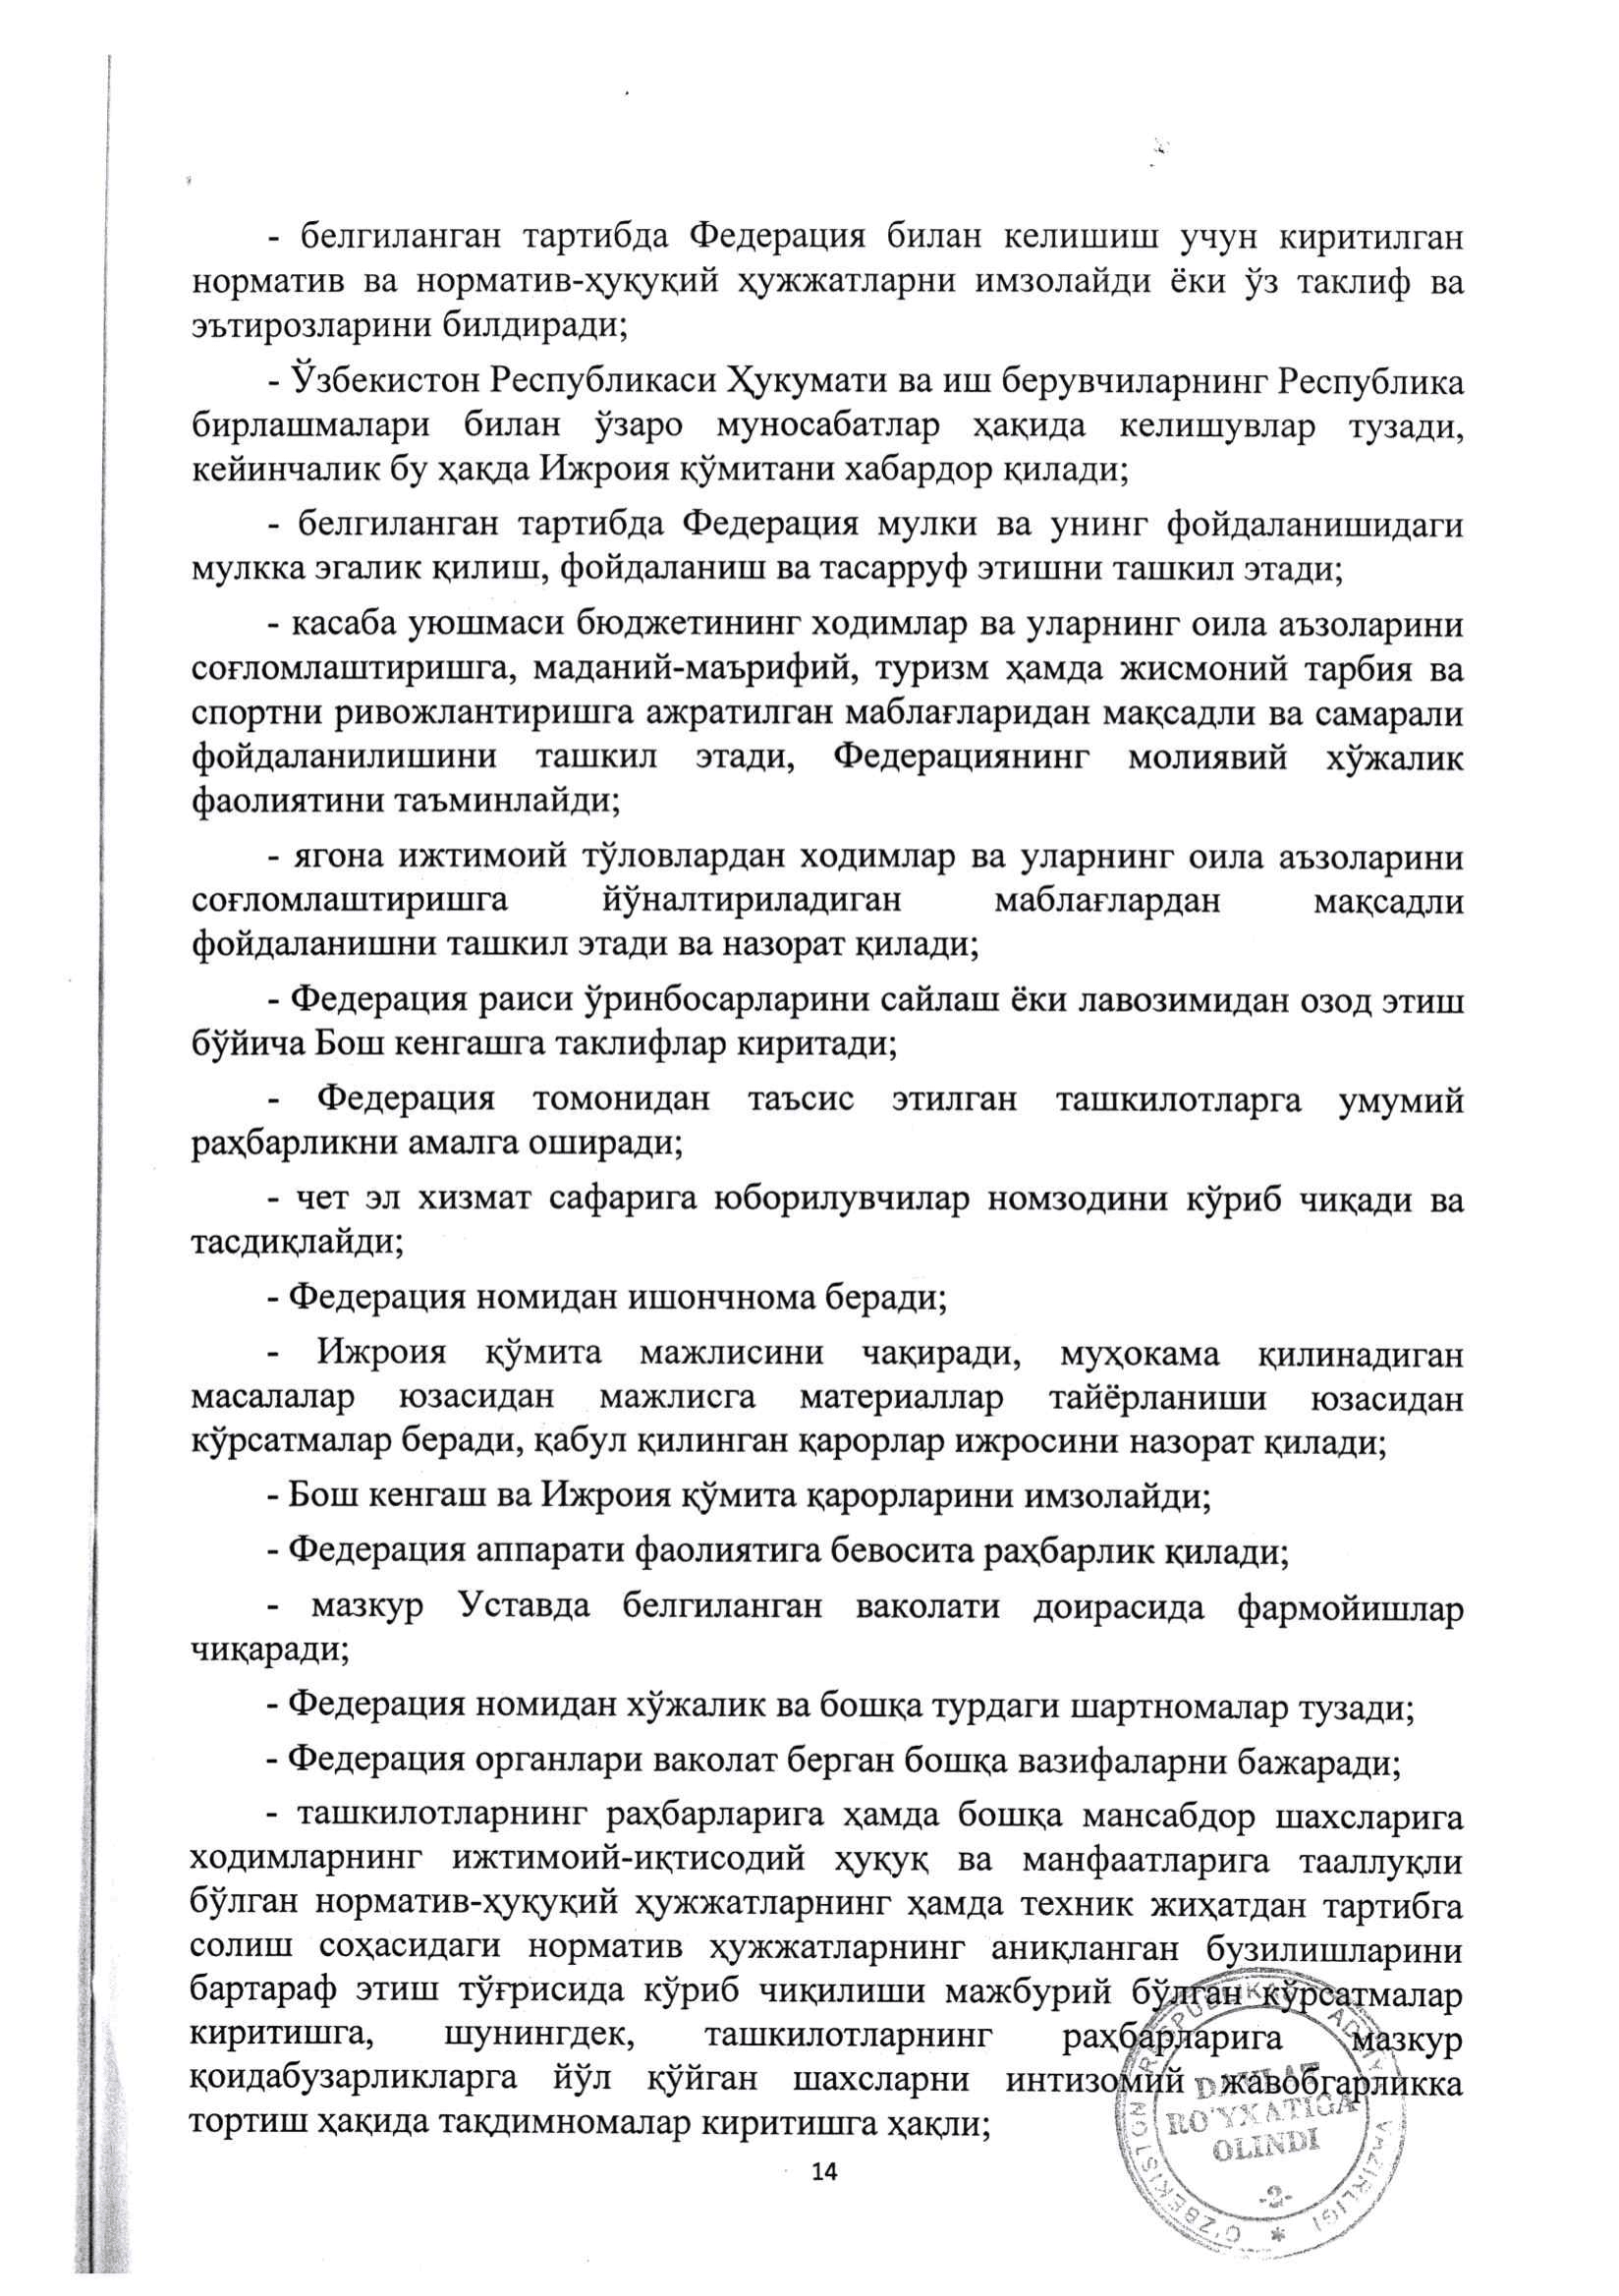 - белгиланган тартибда Федерация билан келишиш учун киритилган
норматив ва норматив-ҳуқуқий ҳужжатларни имзолайди ёки ўз таклиф ва
эътирозларини билдиради;
- Ўзбекистон Республикаси Ҳукумати ва иш берувчиларнинг Республика
бирлашмалари билан ўзаро муносабатлар ҳақида келишувлар тузади,
кейинчалик бу ҳақда Ижроия қўмитани хабардор қилади;
- белгиланган тартибда Федерация мулки ва унинг фойдаланишидаги
мулкка эгалик қилиш, фойдаланиш ва тасарруф этишни ташкил этади;
- касаба уюшмаси бюджетининг ходимлар ва уларнинг оила аъзоларини
соғломлаштиришга, маданий-маърифий, туризм ҳамда жисмоний тарбия ва
спортни ривожлантиришга ажратилган маблағларидан мақсадли ва самарали
фойдаланилишини ташкил этади, Федерациянинг молиявий хўжалик
фаолиятини таъминлайди;
- ягона ижтимоий тўловлардан ходимлар ва уларнинг оила аъзоларини
соғломлаштиришга йўналтириладиган маблағлардан мақсадли
фойдаланишни ташкил этади ва назорат қилади;
- Федерация раиси ўринбосарларини сайлаш ёки лавозимидан озод этиш
бўйича Бош кенгашга таклифлар киритади;
- Федерация томонидан таъсис этилган ташкилотларга умумий
раҳбарликни амалга оширади;
- чет эл хизмат сафарига юборилувчилар номзодини кўриб чиқади ва
тасдиқлайди;
- Федерация номидан ишончнома беради;
- Ижроия қўмита мажлисини чақиради, муҳокама қилинадиган
масалалар юзасидан мажлисга материаллар тайёрланиши юзасидан
кўрсатмалар беради, қабул қилинган қарорлар ижросини назорат қилади;
- Бош кенгаш ва Ижроия қўмита қарорларини имзолайди;
- Федерация аппарати фаолиятига бевосита раҳбарлик қилади;
- мазкур Уставда белгиланган ваколати доирасида фармойишлар
чиқаради;
- Федерация номидан хўжалик ва бошқа турдаги шартномалар тузади;
- Федерация органлари ваколат берган бошқа вазифаларни бажаради;
- ташкилотларнинг раҳбарларига ҳамда бошқа мансабдор шахсларига
ходимларнинг ижтимоий-иқтисодий ҳуқуқ ва манфаатларига тааллуқли
бўлган норматив-ҳуқуқий ҳужжатларнинг ҳамда техник жиҳатдан тартибга
солиш соҳасидаги норматив ҳужжатларнинг аниқланган бузилишларини
бартараф этиш тўғрисида кўриб чиқилиши мажбурий бўлган кўрсатмалар
киритишга, шунингдек, ташкилотларнинг раҳбарларига мазкур
қоидабузарликларга йўл қўйган шахсларни интизомий жавобгарликка
тортиш ҳақида тақдимномалар киритишга ҳақли;
O'ZBEKISTON RESPUBLIKASI ADLIYA VAZIRLIGI *
DAVLAT
RO'YXATIGA
OLINDI
-2-
14